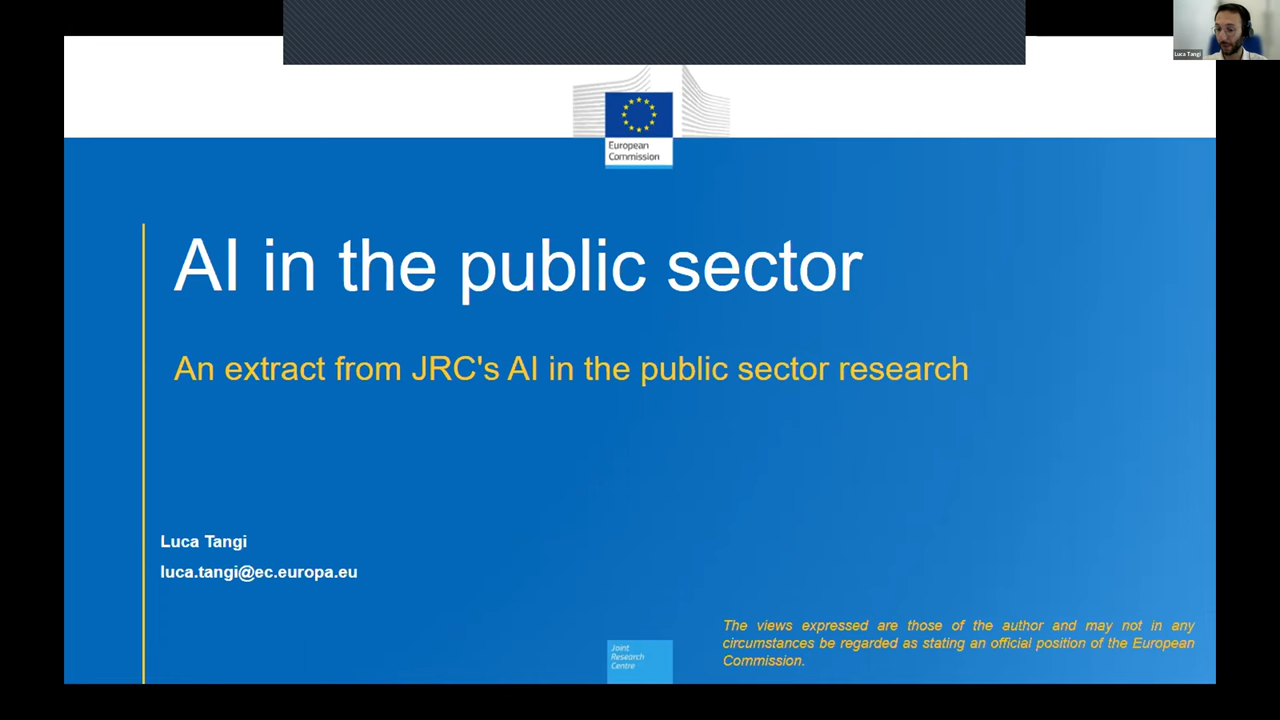 Luca Tangi
European
Commission
AI in the public sector
An extract from JRC's AI in the public sector research
Luca Tangi
luca.tangi@ec.europa.eu
The views expressed are those of the author and may not in any
circumstances be regarded as stating an official position of the European
Commission.
Joint
Research
Centre